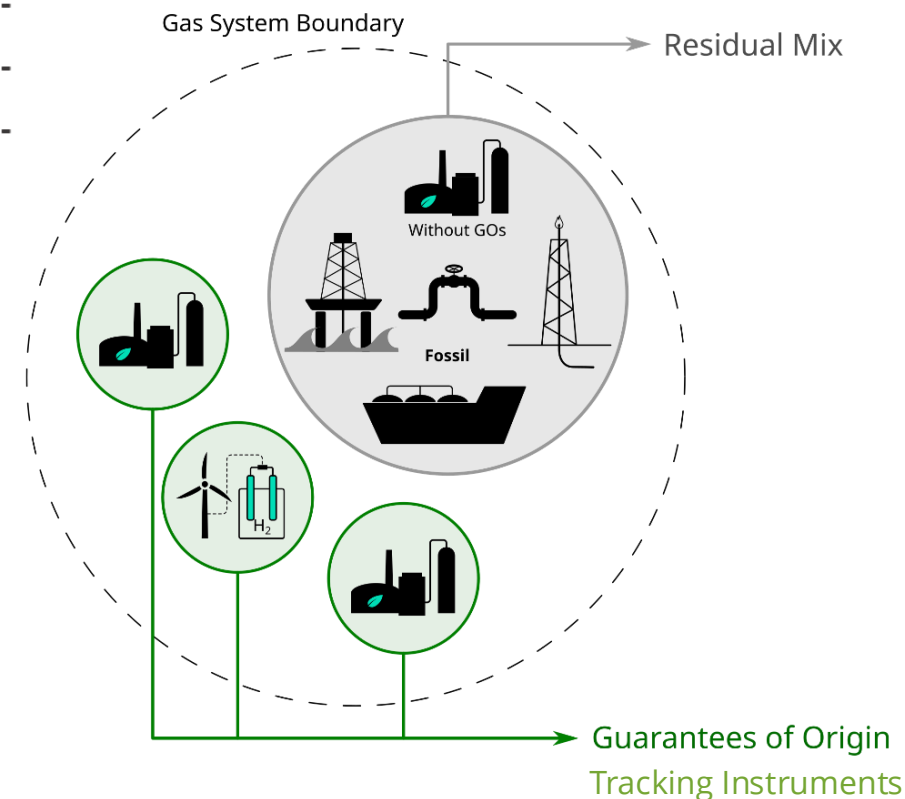 -
-
-
Gas System Boundary
Residual Mix
Without GOs
Fossil
H₂
Guarantees of Origin
Tracking Instruments